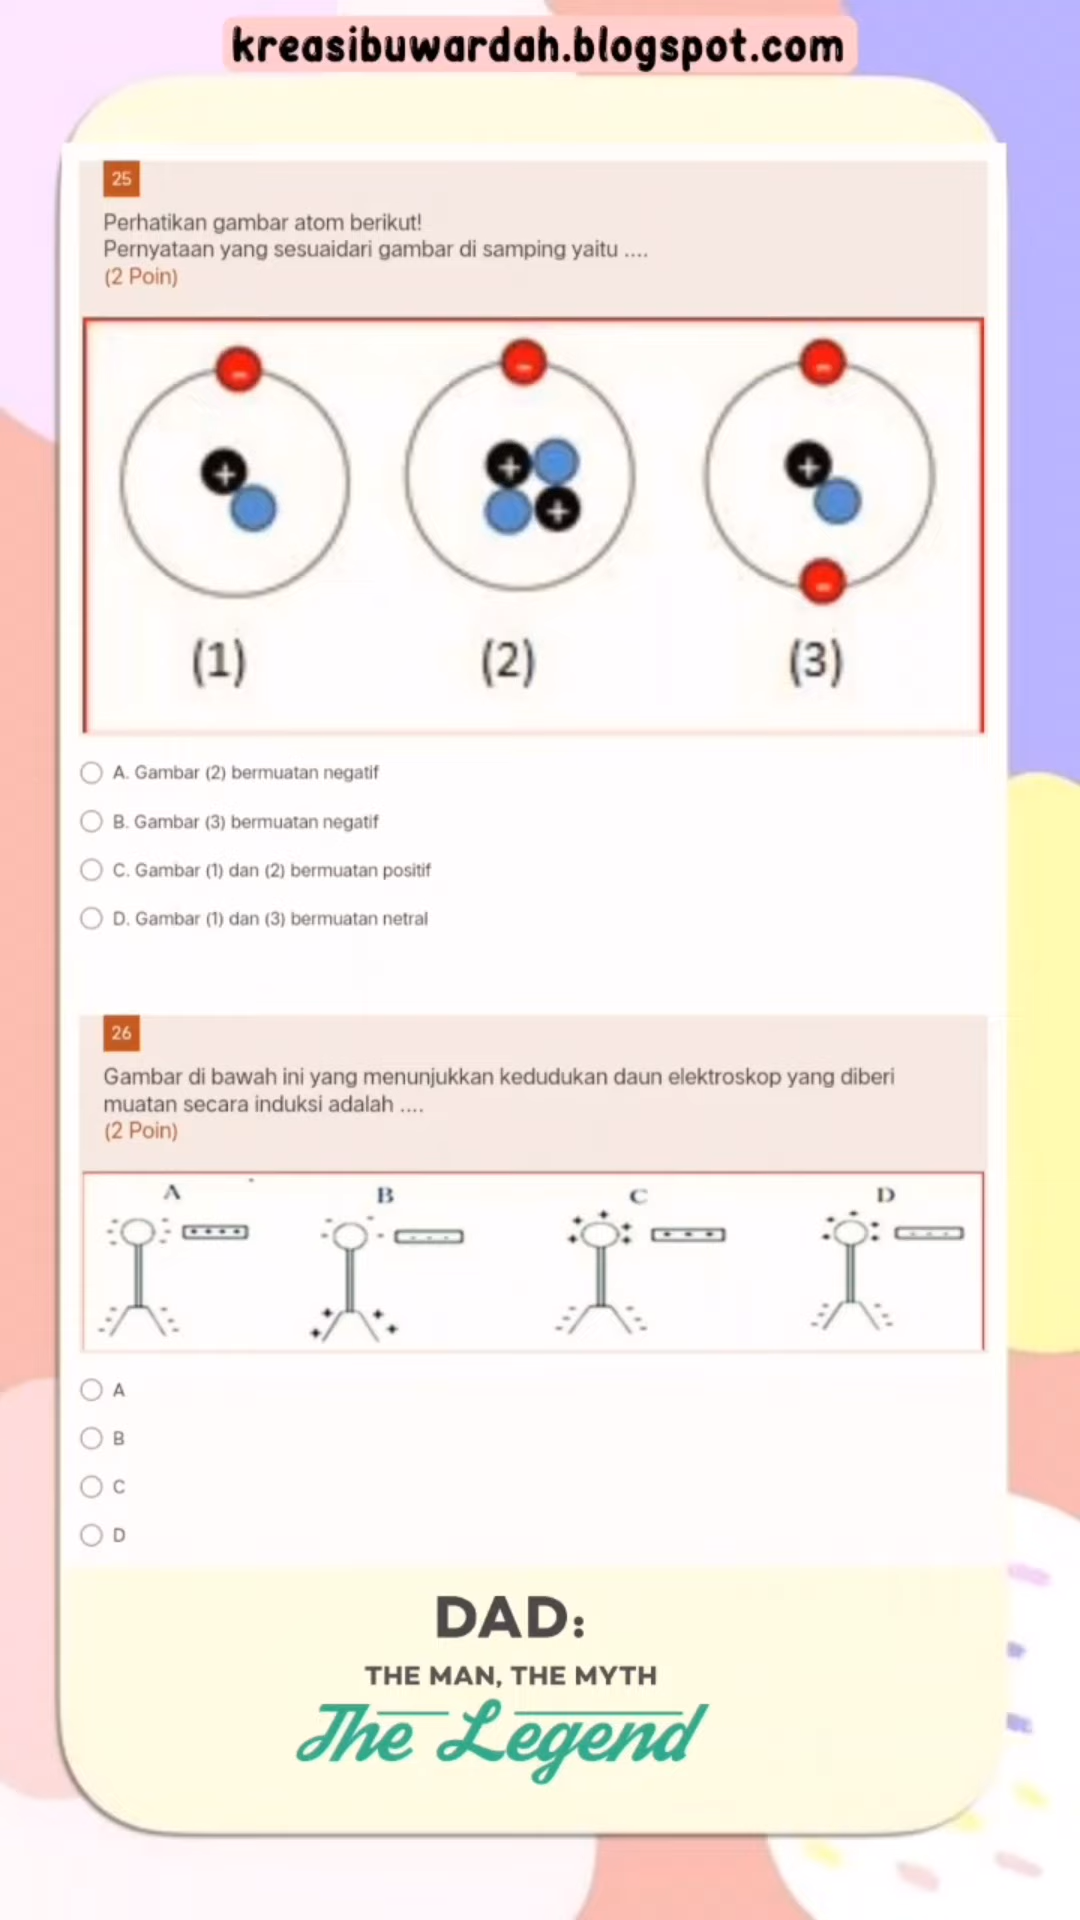 kreasibuwardah.blogspot.com
25
Perhatikan gambar atom berikut!
Pernyataan yang sesuaidari gambar di samping yaitu ....
(2 Poin)
(1) (2) (3)
A. Gambar (2) bermuatan negatif
B. Gambar (3) bermuatan negatif
C. Gambar (1) dan (2) bermuatan positif
D. Gambar (1) dan (3) bermuatan netral
26
Gambar di bawah ini yang menunjukkan kedudukan daun elektroskop yang diberi
muatan secara induksi adalah ....
(2 Poin)
A B C D
A
B
C
D
DAD:
THE MAN, THE MYTH
The Legend